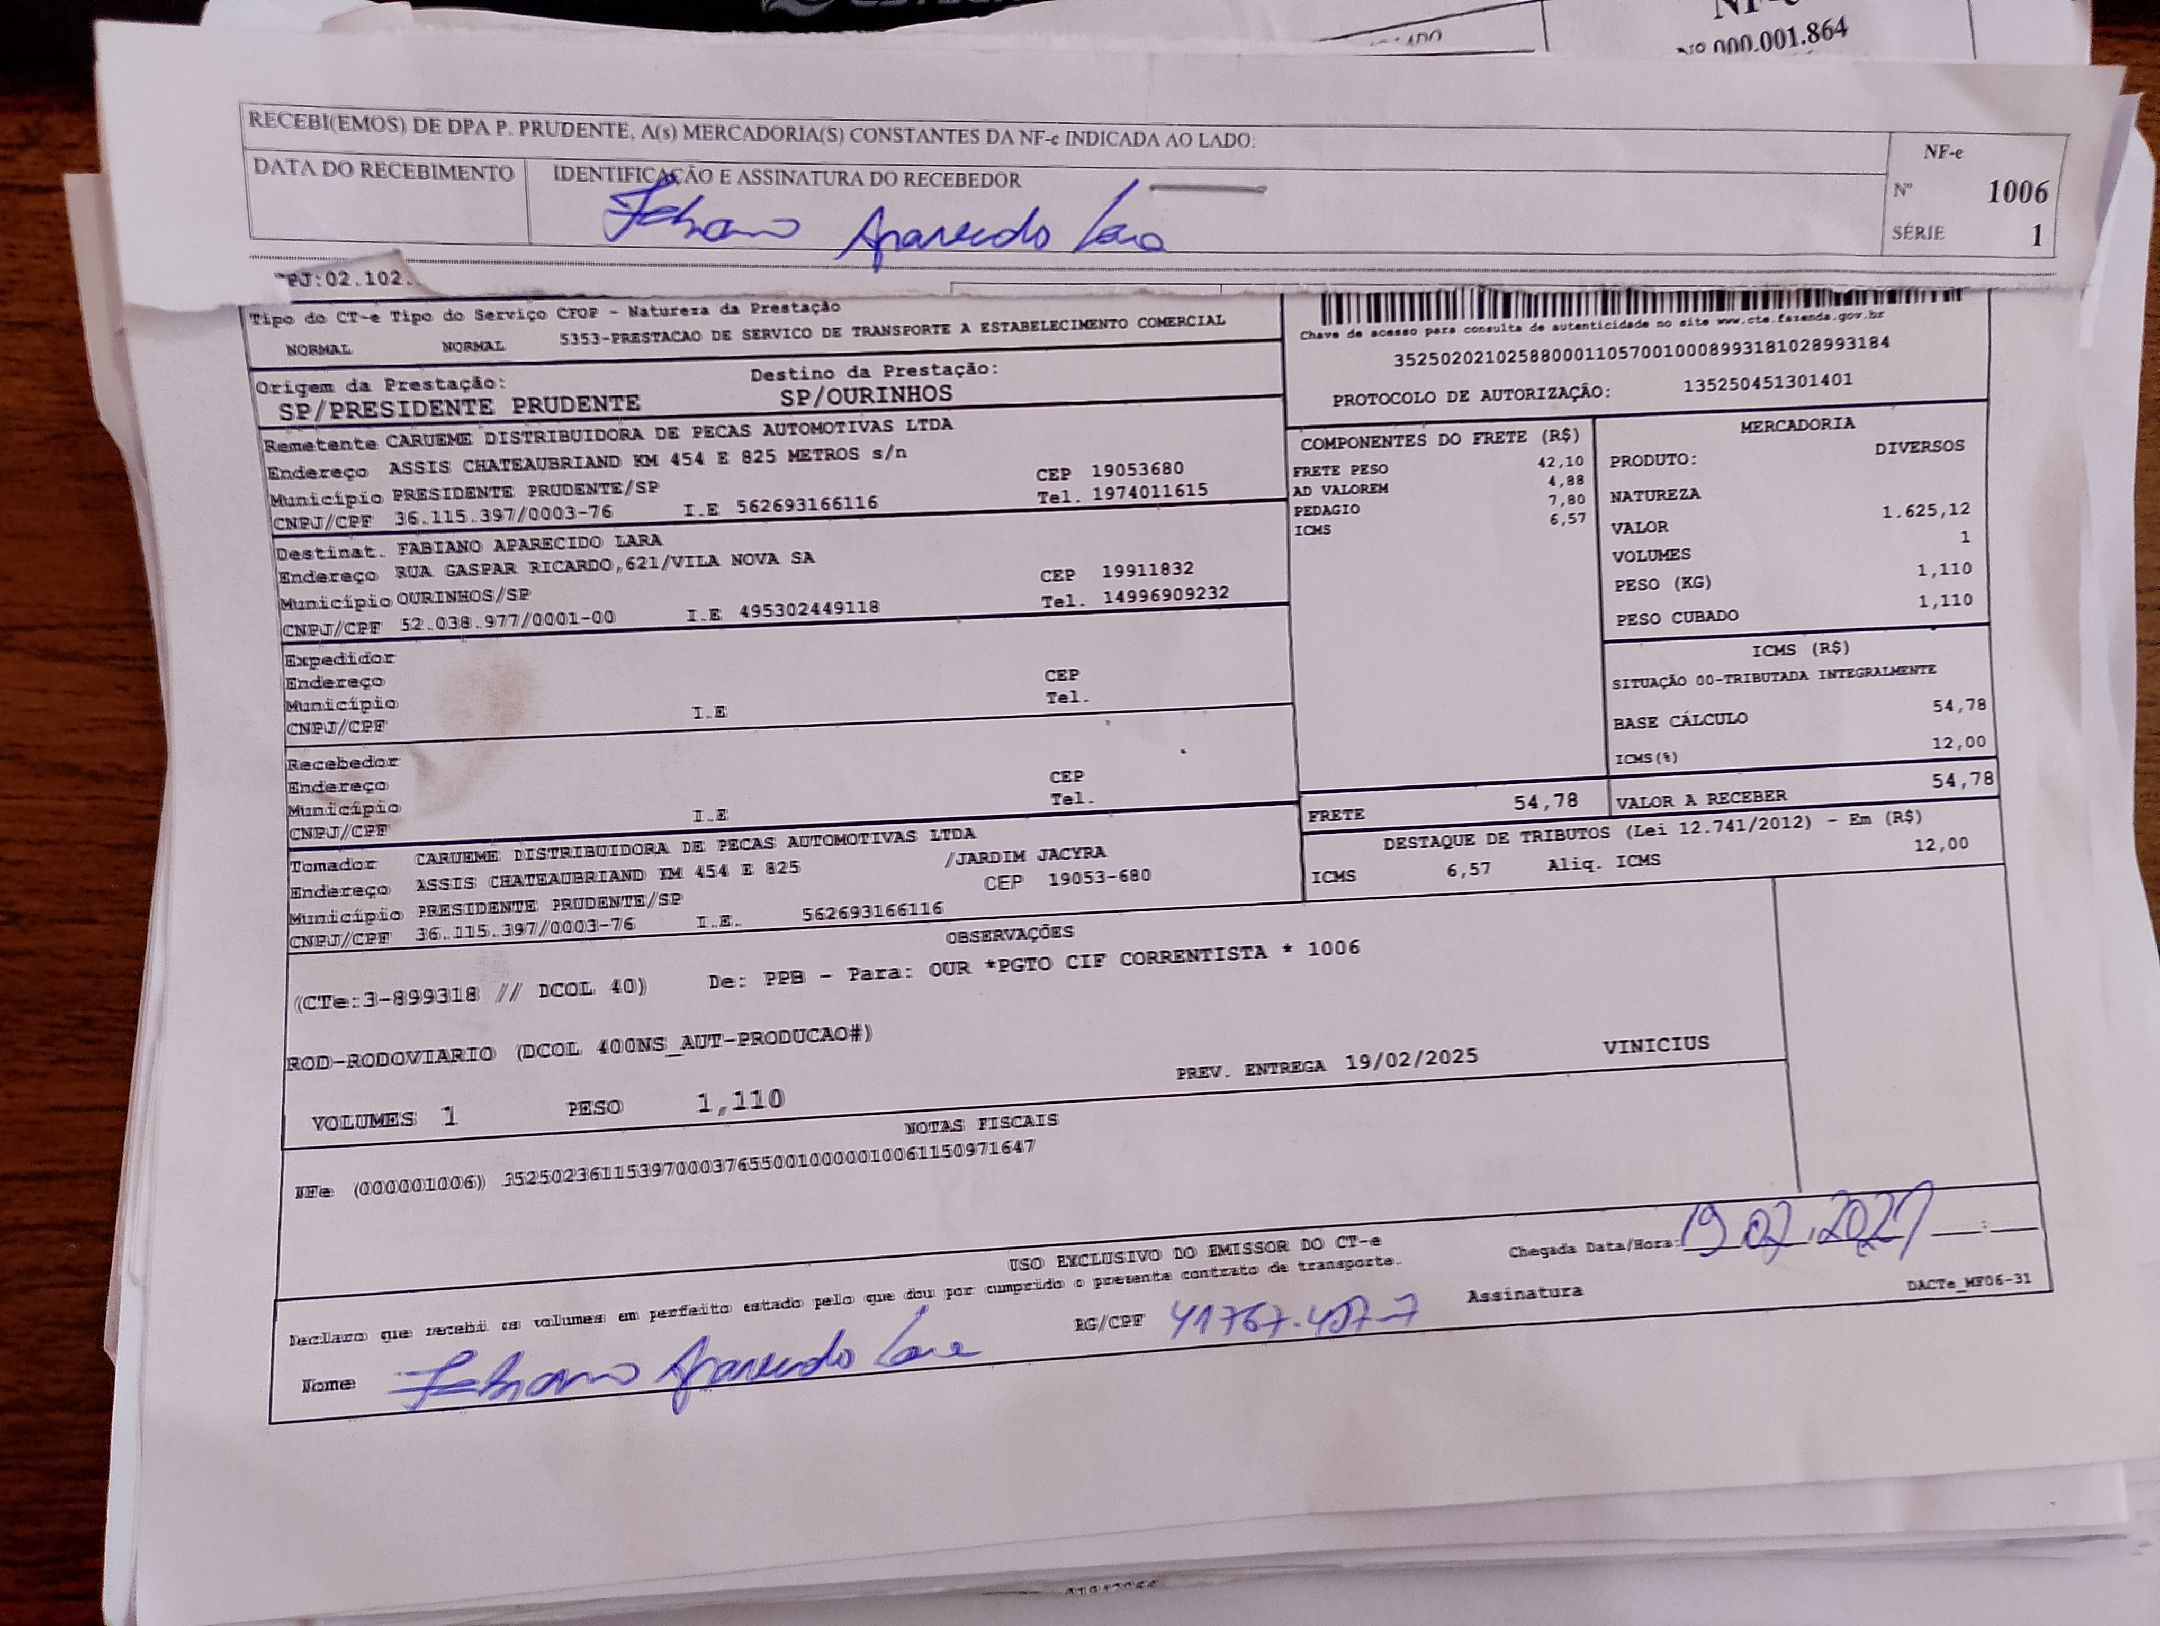 NF-e
Nº 000.001.864
RECEBI(EMOS) DE DPA P. PRUDENTE, A(s) MERCADORIA(S) CONSTANTES DA NF-e INDICADA AO LADO:
DATA DO RECEBIMENTO IDENTIFICAÇÃO E ASSINATURA DO RECEBEDOR
NF-e
Nº 1006
SÉRIE 1
Fabiano Aparecido Lara
PJ:02.102.
Tipo do CT-e Tipo do Serviço CFOP - Natureza da Prestação
NORMAL NORMAL 5353-PRESTACAO DE SERVICO DE TRANSPORTE A ESTABELECIMENTO COMERCIAL
Chave de acesso para consulta de autenticidade no site www.cte.fazenda.gov.br
35250202102588000110570010008993181028993184
PROTOCOLO DE AUTORIZAÇÃO: 135250451301401
Origem da Prestação: Destino da Prestação:
SP/PRESIDENTE PRUDENTE SP/OURINHOS
Remetente CARUEME DISTRIBUIDORA DE PECAS AUTOMOTIVAS LTDA
Endereço ASSIS CHATEAUBRIAND KM 454 E 825 METROS s/n CEP 19053680
Município PRESIDENTE PRUDENTE/SP Tel. 1974011615
CNPJ/CPF 36.115.397/0003-76 I.E 562693166116
Destinat. FABIANO APARECIDO LARA
Endereço RUA GASPAR RICARDO,621/VILA NOVA SA CEP 19911832
Município OURINHOS/SP Tel. 14996909232
CNPJ/CPF 52.038.977/0001-00 I.E 495302449118
Expedidor
Endereço CEP
Município Tel.
CNPJ/CPF I.E
Recebedor
Endereço CEP
Município Tel.
CNPJ/CPF I.E
Tomador CARUEME DISTRIBUIDORA DE PECAS AUTOMOTIVAS LTDA
Endereço ASSIS CHATEAUBRIAND KM 454 E 825 /JARDIM JACYRA
Município PRESIDENTE PRUDENTE/SP CEP 19053-680
CNPJ/CPF 36.115.397/0003-76 I.E. 562693166116
COMPONENTES DO FRETE (R$)
FRETE PESO 42,10
AD VALOREM 4,88
PEDAGIO 7,80
ICMS 6,57
FRETE 54,78
MERCADORIA
PRODUTO: DIVERSOS
NATUREZA
VALOR 1.625,12
VOLUMES 1
PESO (KG) 1,110
PESO CUBADO 1,110
ICMS (R$)
SITUAÇÃO 00-TRIBUTADA INTEGRALMENTE
BASE CÁLCULO 54,78
ICMS(%) 12,00
VALOR A RECEBER 54,78
DESTAQUE DE TRIBUTOS (Lei 12.741/2012) - Em (R$)
ICMS 6,57 Aliq. ICMS 12,00
OBSERVAÇÕES
(CTe:3-899318 // DCOL 40) De: PPB - Para: OUR *PGTO CIF CORRENTISTA * 1006
ROD-RODOVIARIO (DCOL 400NS_AUT-PRODUCAO#)
VOLUMES 1 PESO 1,110 PREV. ENTREGA 19/02/2025 VINICIUS
NOTAS FISCAIS
NFe (000001006) 35250236115397000376550010000010061150971647
USO EXCLUSIVO DO EMISSOR DO CT-e
Declaro que recebi os volumes em perfeito estado pelo que dou por cumprido o presente contrato de transporte.
Chegada Data/Hora: 19 02
Nome Fabiano Aparecido Lara RG/CPF Assinatura
DACTe_MF06-31